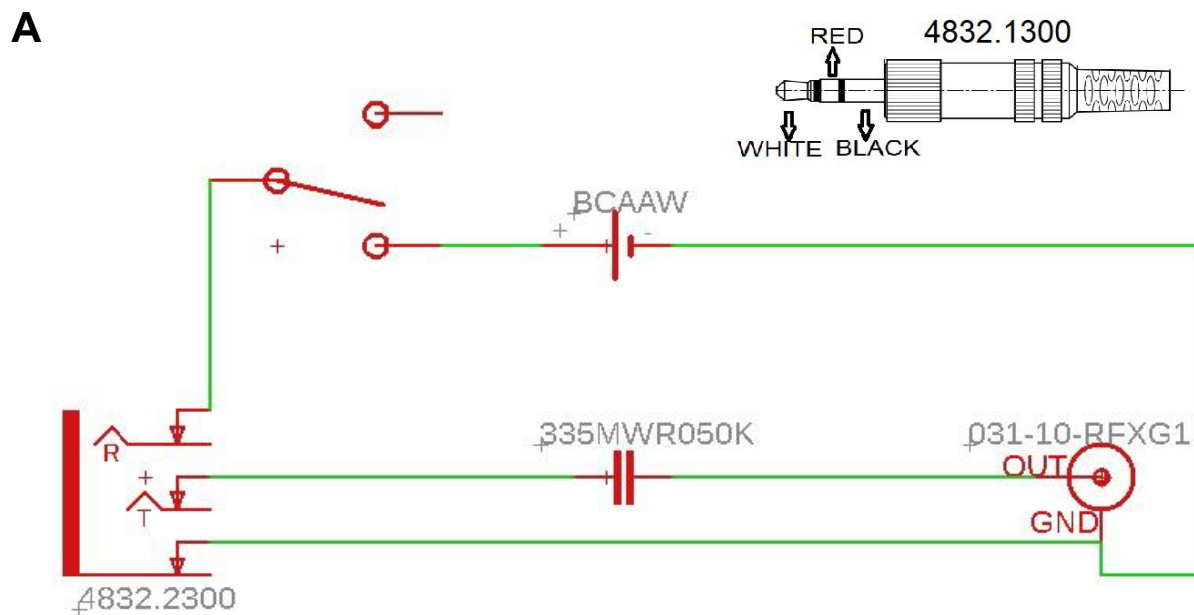 A
RED
4832.1300
WHITE
BLACK
BCAAW
+
-
335MWR050K
031-10-RFXG1
R
OUT
T
GND
4832.2300